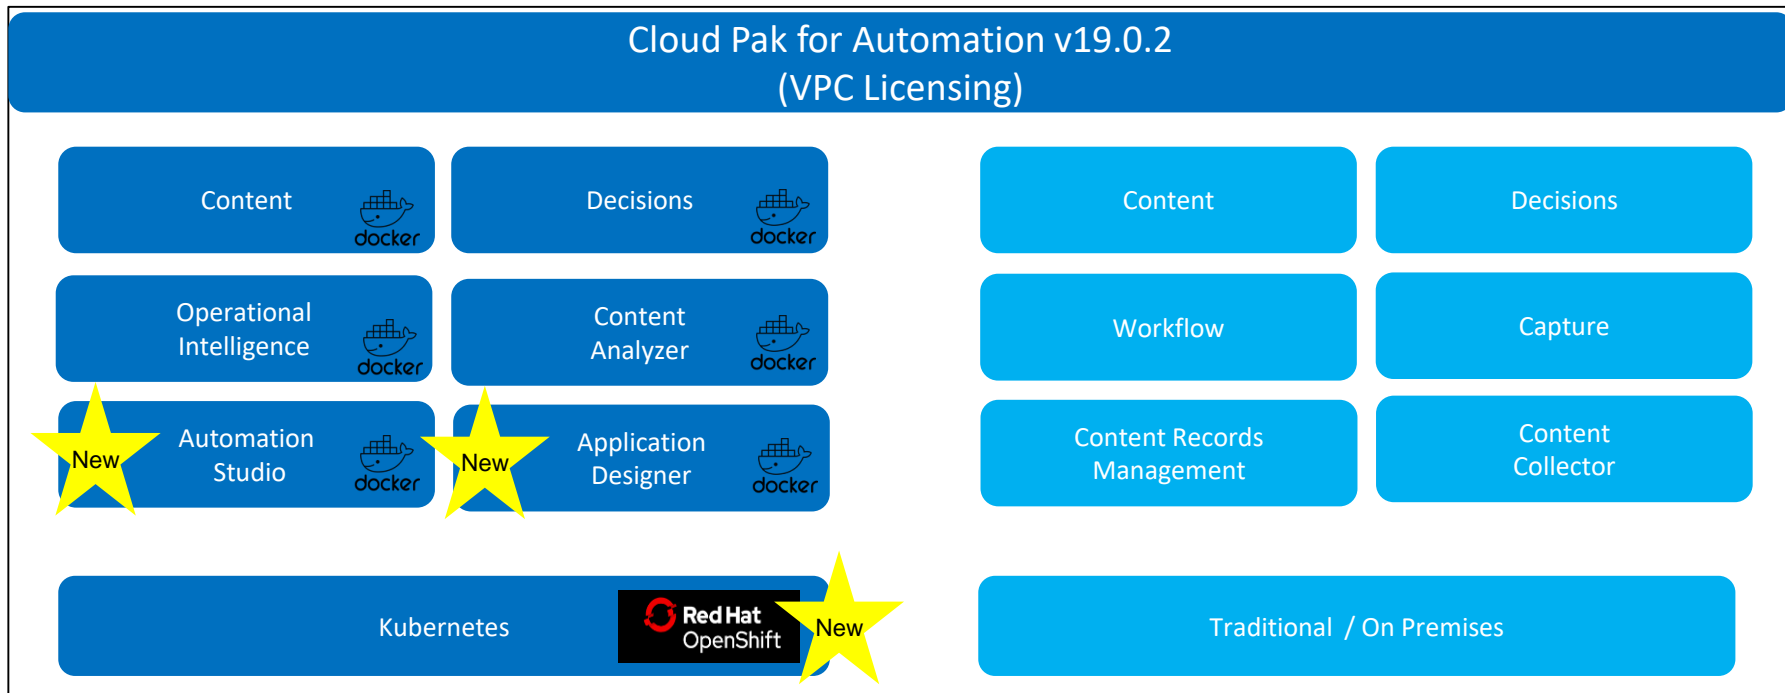 Cloud Pak for Automation v19.0.2
(VPC Licensing)
Content
docker
Decisions
docker
Content
Decisions
Operational
Intelligence
docker
Content
Analyzer
docker
Workflow
Capture
New
Automation
Studio
docker
New
Application
Designer
docker
Content Records
Management
Content
Collector
Kubernetes
Red Hat
OpenShift
New
Traditional / On Premises